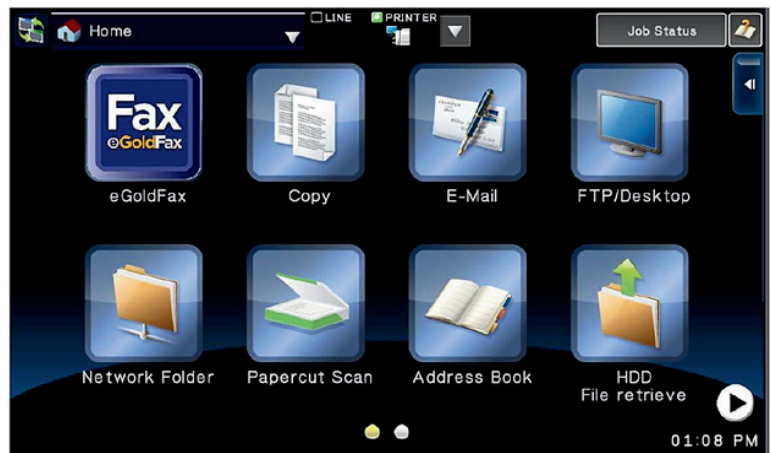 Home
LINE
PRINTER
Job Status
Fax
eGoldFax
eGoldFax
Copy
E-Mail
FTP/Desktop
Network Folder
Papercut Scan
Address Book
HDD
File retrieve
01:08 PM